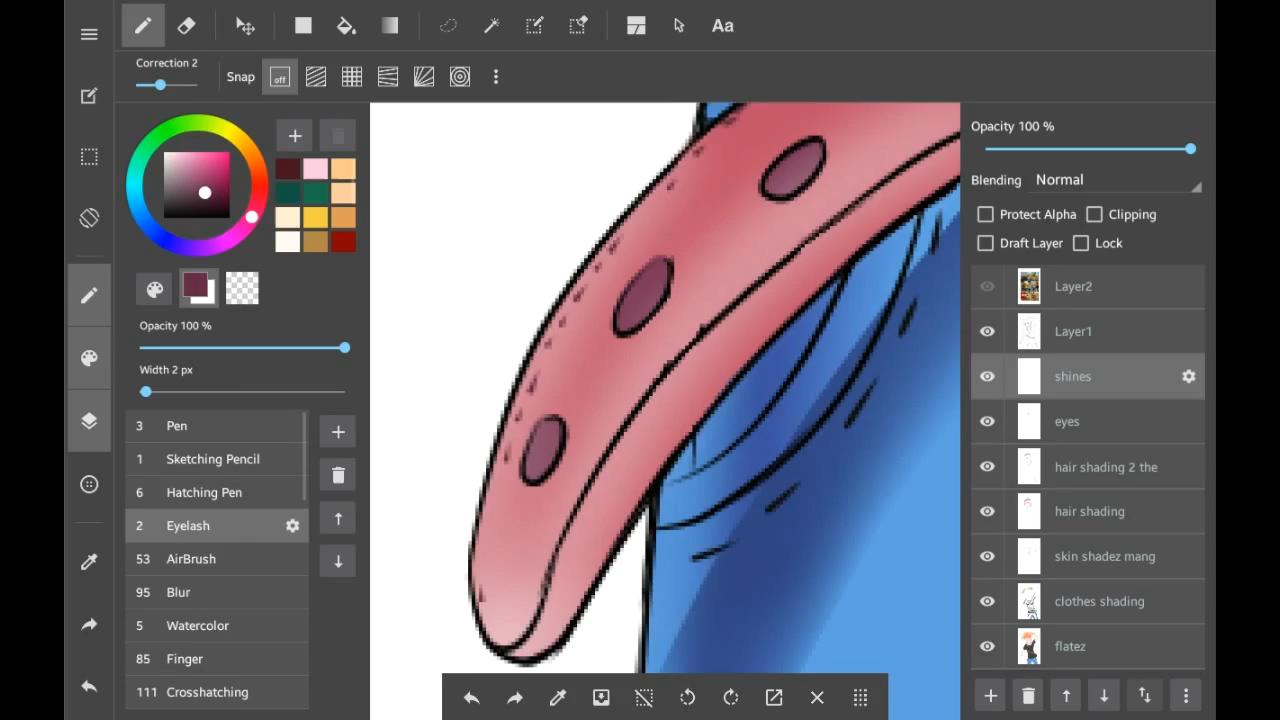 Aa
Correction 2
Snap
off
Opacity 100 %
Width 2 px
3 Pen
1 Sketching Pencil
6 Hatching Pen
2 Eyelash
53 AirBrush
95 Blur
5 Watercolor
85 Finger
111 Crosshatching
Opacity 100 %
Blending Normal
Protect Alpha Clipping
Draft Layer Lock
Layer2
Layer1
shines
eyes
hair shading 2 the
hair shading
skin shadez mang
clothes shading
flatez